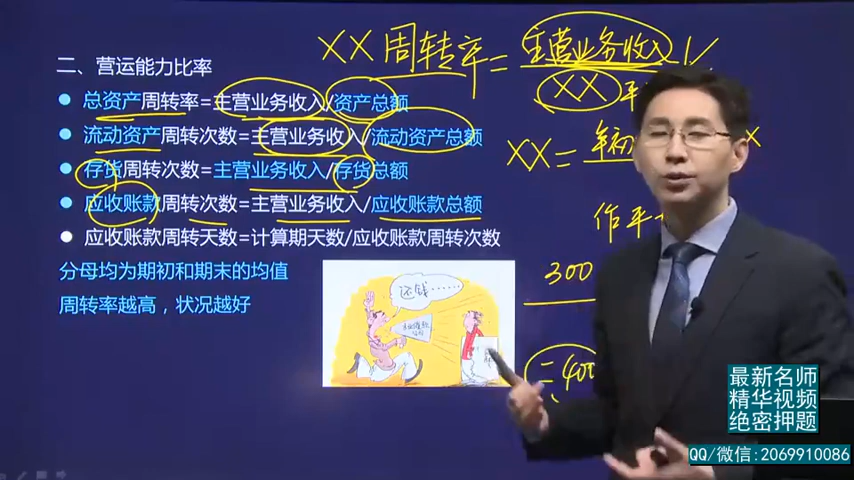 XX周转率=主营业务收入
XX
二、营运能力比率
总资产周转率=主营业务收入/资产总额
流动资产周转次数=主营业务收入/流动资产总额
存货周转次数=主营业务收入/存货总额
应收账款周转次数=主营业务收入/应收账款总额
应收账款周转天数=计算期天数/应收账款周转次数
分母均为期初和期末的均值
周转率越高，状况越好
XX=年初
300
=400
还钱……
最新名师
精华视频
绝密押题
QQ/微信:2069910086